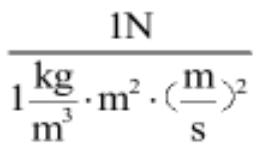 1N
1 kg/m³ · m² · (m/s)²